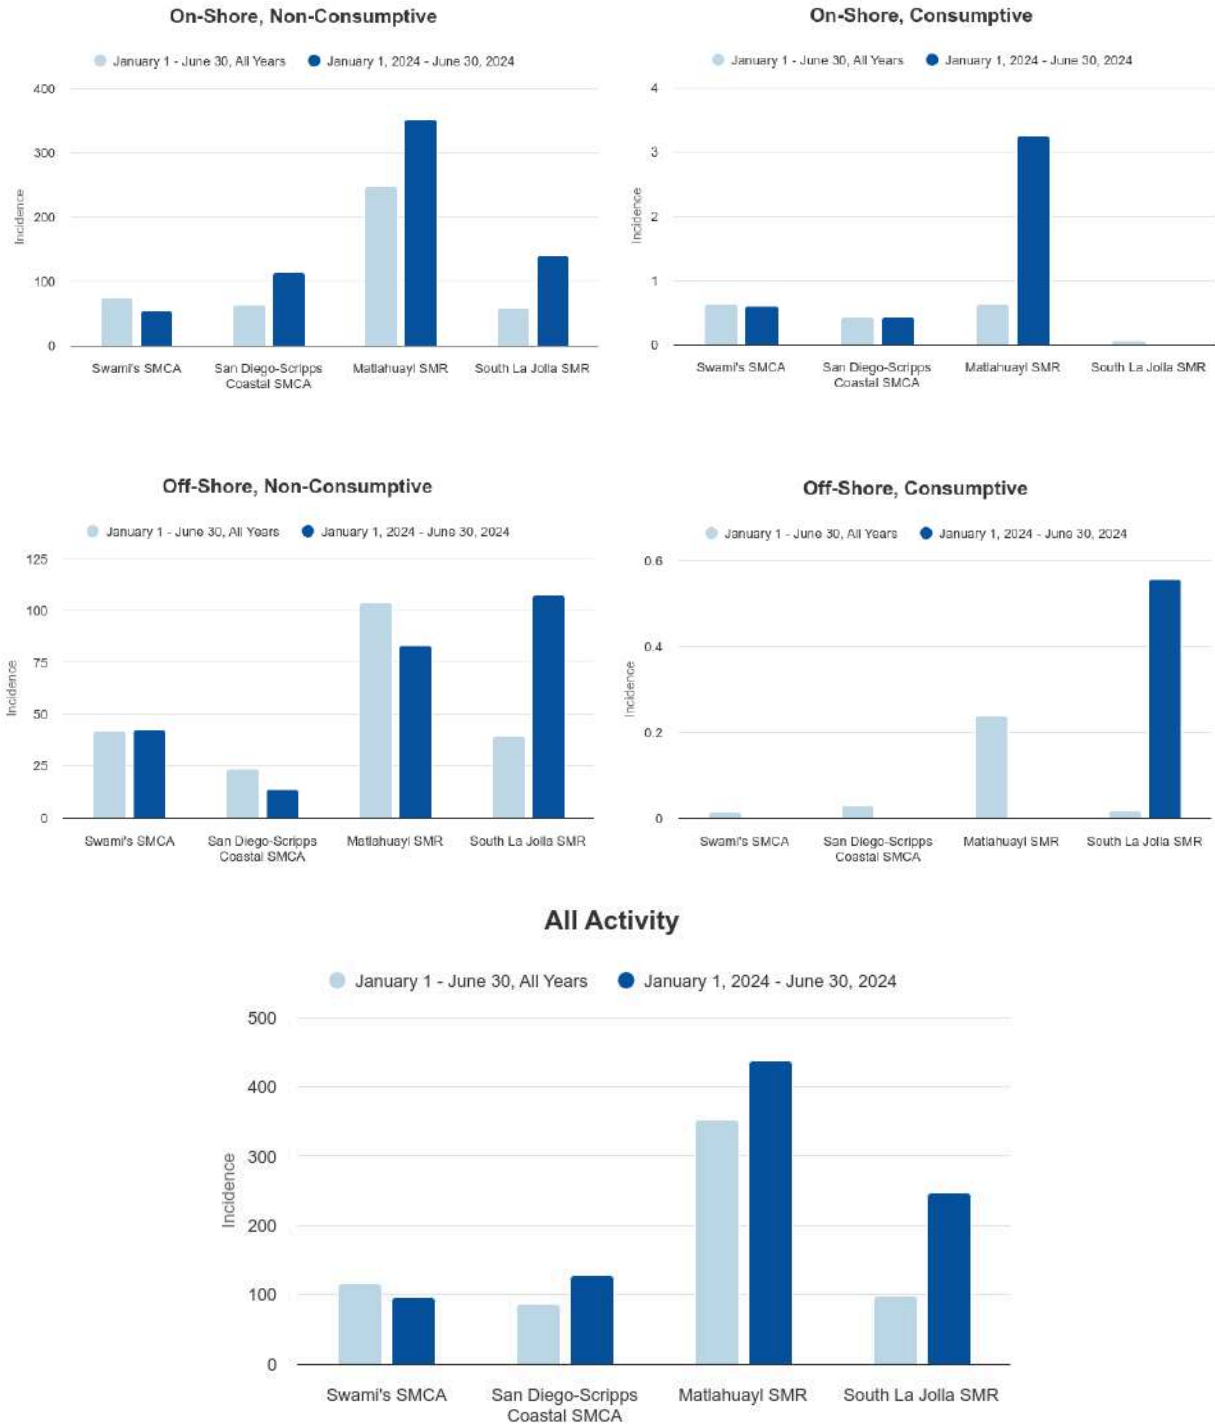 On-Shore, Non-Consumptive
January 1 - June 30, All Years
January 1, 2024 - June 30, 2024
400
300
200
100
0
Incidence
Swami's SMCA
San Diego-Scripps
Coastal SMCA
Matlahuayl SMR
South La Jolla SMR
On-Shore, Consumptive
January 1 - June 30, All Years
January 1, 2024 - June 30, 2024
4
3
2
1
0
Incidence
Swami's SMCA
San Diego-Scripps
Coastal SMCA
Matlahuayl SMR
South La Jolla SMR
Off-Shore, Non-Consumptive
January 1 - June 30, All Years
January 1, 2024 - June 30, 2024
125
100
75
50
25
0
Incidence
Swami's SMCA
San Diego-Scripps
Coastal SMCA
Matlahuayl SMR
South La Jolla SMR
Off-Shore, Consumptive
January 1 - June 30, All Years
January 1, 2024 - June 30, 2024
0.6
0.4
0.2
0
Incidence
Swami's SMCA
San Diego-Scripps
Coastal SMCA
Matlahuayl SMR
South La Jolla SMR
All Activity
January 1 - June 30, All Years
January 1, 2024 - June 30, 2024
500
400
300
200
100
0
Incidence
Swami's SMCA
San Diego-Scripps
Coastal SMCA
Matlahuayl SMR
South La Jolla SMR